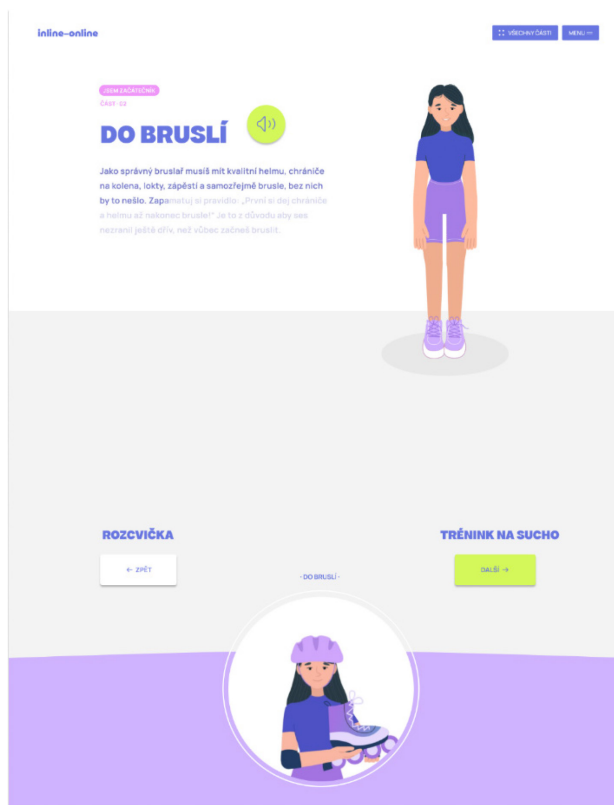 inline-online
VŠECHNY ČÁSTI
MENU
JSEM ZAČÁTEČNÍK
ČÁST: C2
DO BRUSLÍ
Jako správný bruslař musíš mít kvalitní helmu, chrániče
na kolena, lokty, zápěstí a samozřejmě brusle, bez nich
by to nešlo. Zapamatuj si pravidlo: „První si dej chrániče
a helmu až nakonec brusle!“ Je to z důvodu aby ses
nezranil ještě dřív, než vůbec začneš bruslit.
ROZCVIČKA
← ZPĚT
TRÉNINK NA SUCHO
DALŠÍ →
- DO BRUSLÍ -